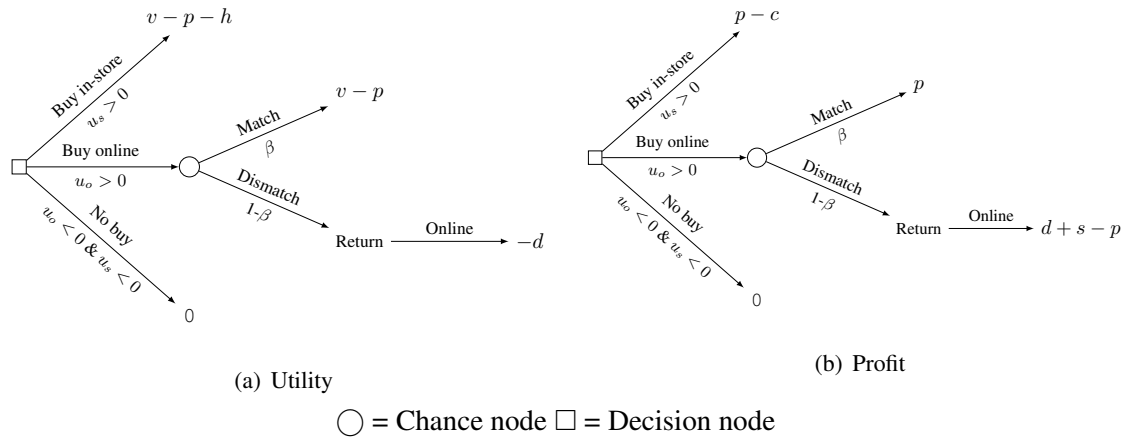 v − p − h
Buy in-store
u_s > 0
v − p
Match
β
Buy online
u_o > 0
Dismatch
1-β
No buy
u_o < 0 & u_s < 0
Return
Online
−d
0
(a) Utility
p − c
Buy in-store
u_s > 0
p
Match
β
Buy online
u_o > 0
Dismatch
1-β
No buy
u_o < 0 & u_s < 0
Return
Online
d + s − p
0
(b) Profit
= Chance node = Decision node